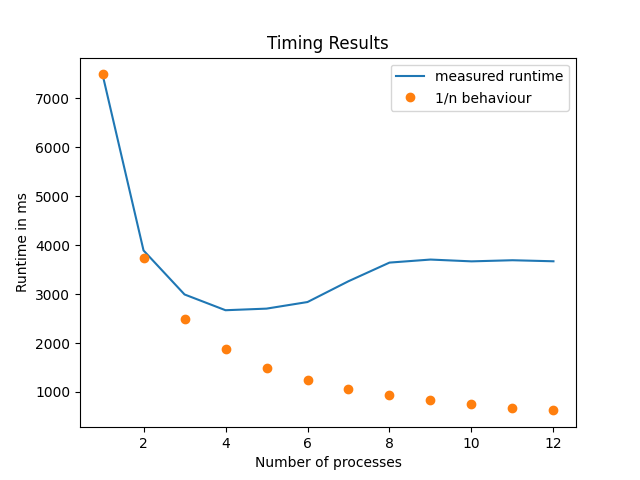 Timing Results
measured runtime
1/n behaviour
7000
6000
5000
4000
3000
2000
1000
Runtime in ms
2 4 6 8 10 12
Number of processes